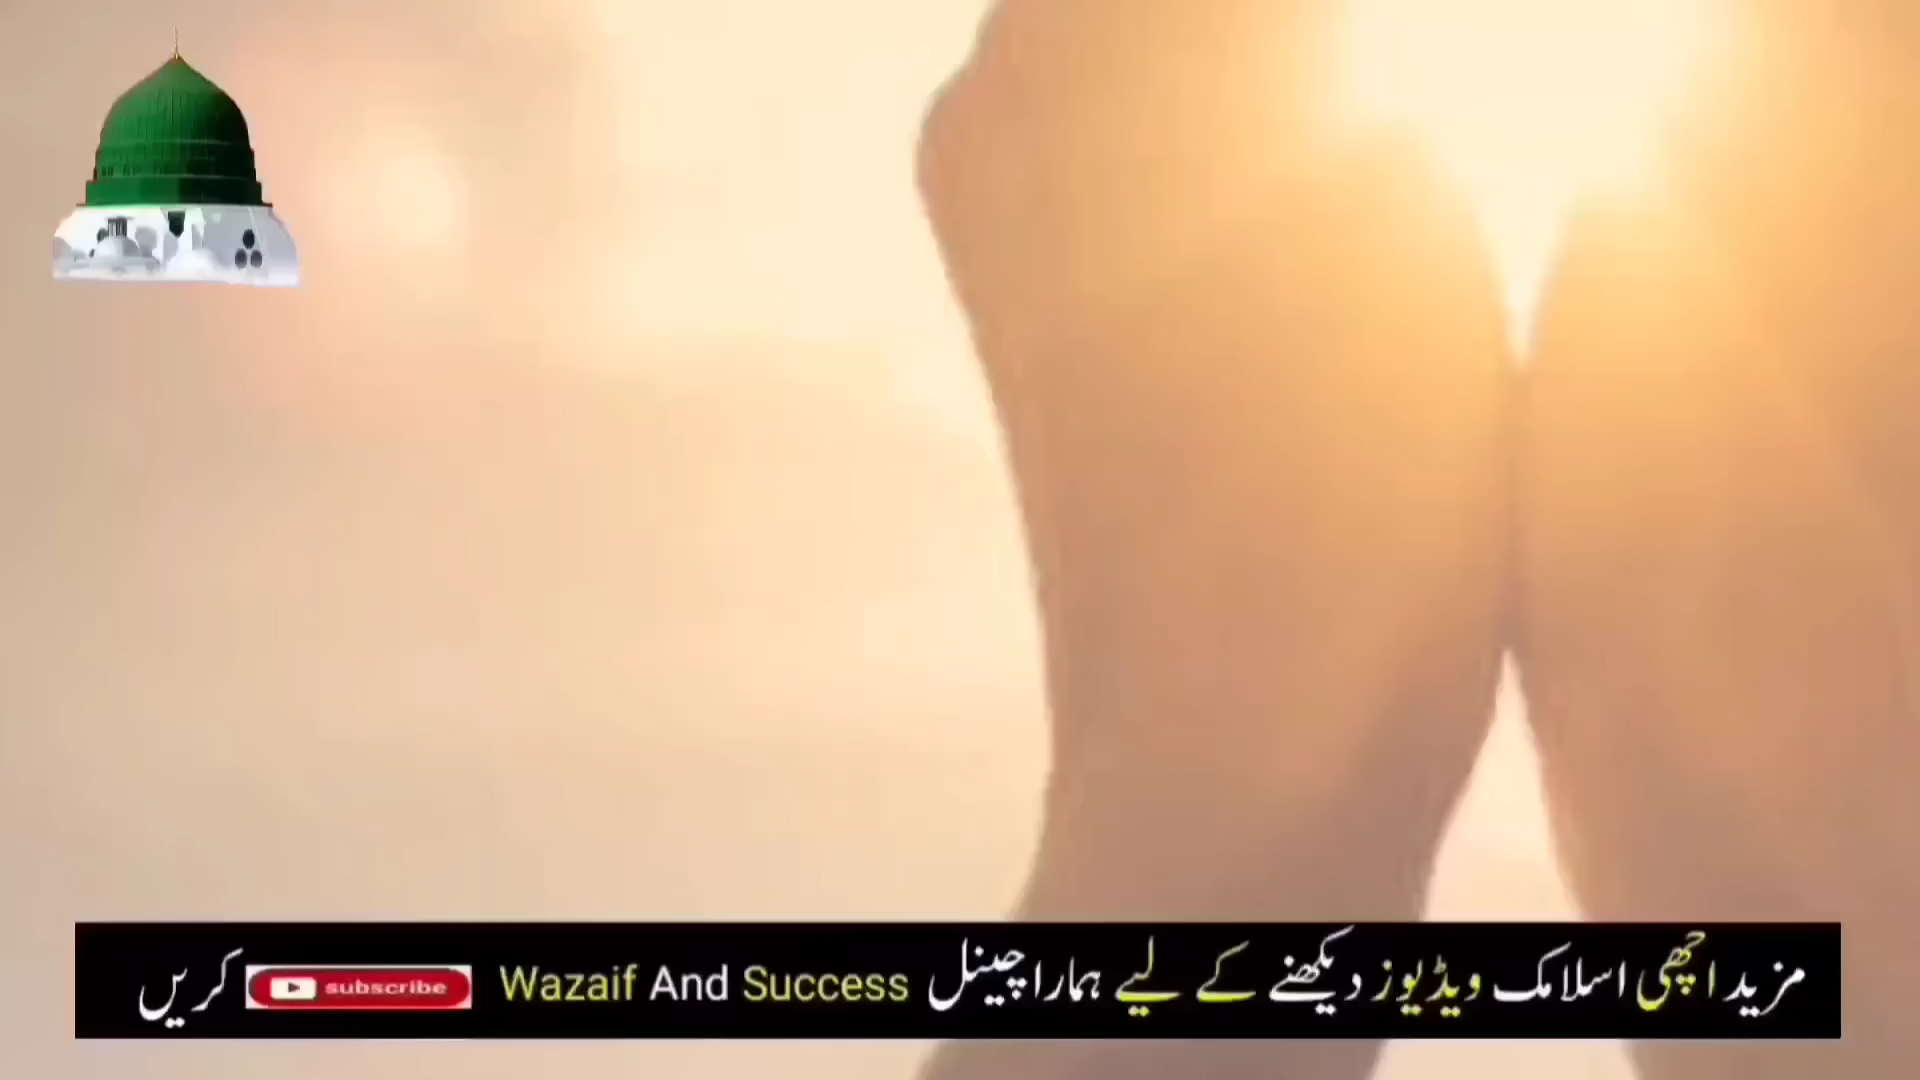 مزید اچھی اسلامک ویڈیوز دیکھنے کے لیے ہمارا چینل Wazaif And Success subscribe کریں